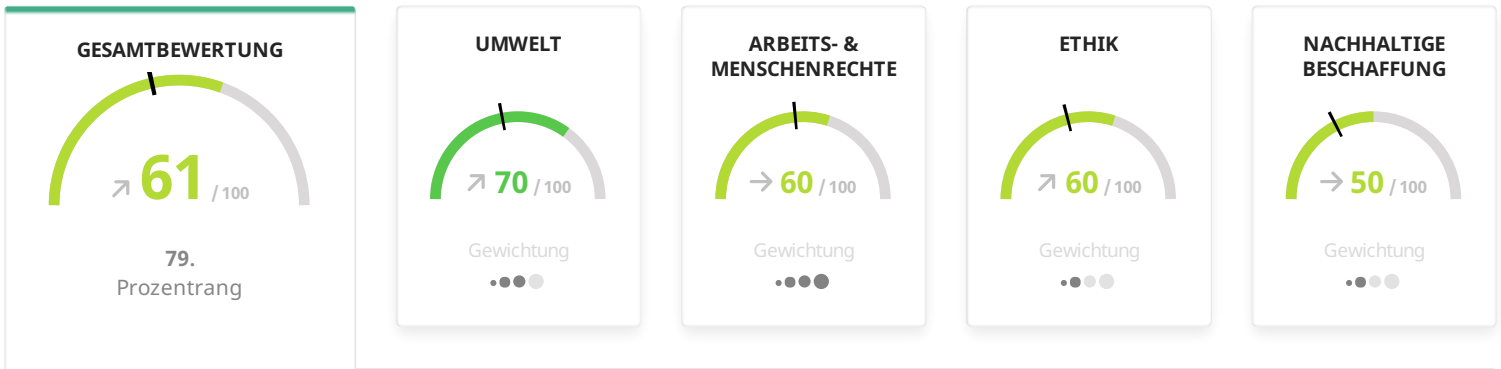 GESAMTBEWERTUNG
61 / 100
79.
Prozentrang
UMWELT
70 / 100
Gewichtung
ARBEITS- &
MENSCHENRECHTE
60 / 100
Gewichtung
ETHIK
60 / 100
Gewichtung
NACHHALTIGE
BESCHAFFUNG
50 / 100
Gewichtung